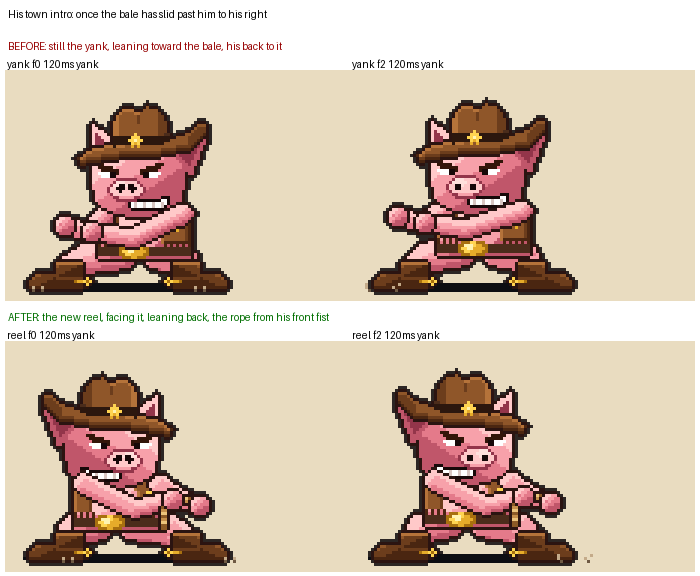 His town intro: once the bale has slid past him to his right
BEFORE: still the yank, leaning toward the bale, his back to it
yank f0 120ms yank
yank f2 120ms yank
AFTER: the new reel, facing it, leaning back, the rope from his front fist
reel f0 120ms yank
reel f2 120ms yank